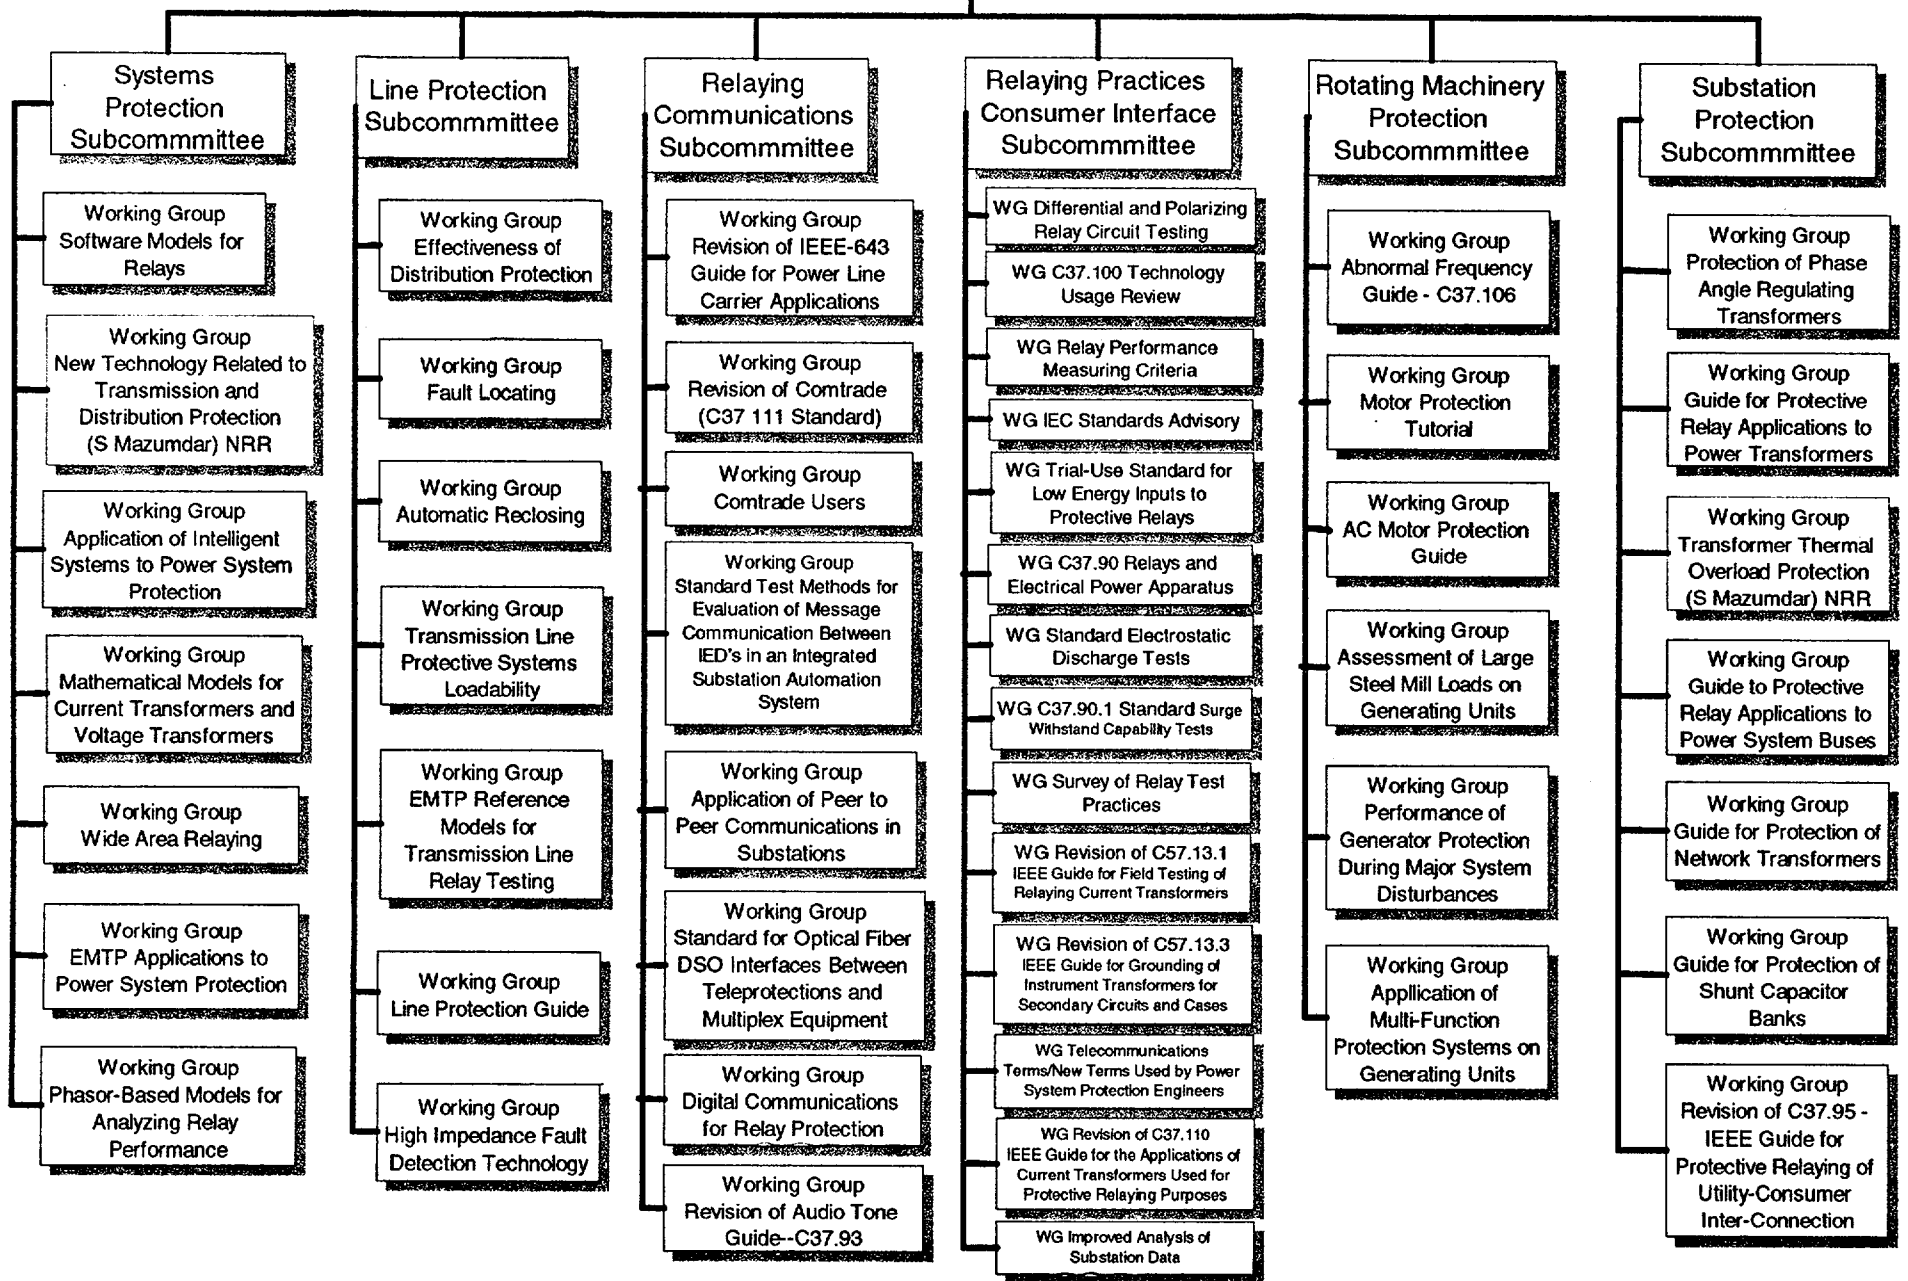 Systems
Protection
Subcommmittee
Working Group
Software Models for
Relays
Working Group
New Technology Related to
Transmission and
Distribution Protection
(S Mazumdar) NRR
Working Group
Application of Intelligent
Systems to Power System
Protection
Working Group
Mathematical Models for
Current Transformers and
Voltage Transformers
Working Group
Wide Area Relaying
Working Group
EMTP Applications to
Power System Protection
Working Group
Phasor-Based Models for
Analyzing Relay
Performance
Line Protection
Subcommmittee
Working Group
Effectiveness of
Distribution Protection
Working Group
Fault Locating
Working Group
Automatic Reclosing
Working Group
Transmission Line
Protective Systems
Loadability
Working Group
EMTP Reference
Models for
Transmission Line
Relay Testing
Working Group
Line Protection Guide
Working Group
High Impedance Fault
Detection Technology
Relaying
Communications
Subcommmittee
Working Group
Revision of IEEE-643
Guide for Power Line
Carrier Applications
Working Group
Revision of Comtrade
(C37 111 Standard)
Working Group
Comtrade Users
Working Group
Standard Test Methods for
Evaluation of Message
Communication Between
IED's in an Integrated
Substation Automation
System
Working Group
Application of Peer to
Peer Communications in
Substations
Working Group
Standard for Optical Fiber
DSO Interfaces Between
Teleprotections and
Multiplex Equipment
Working Group
Digital Communications
for Relay Protection
Working Group
Revision of Audio Tone
Guide--C37.93
Relaying Practices
Consumer Interface
Subcommmittee
WG Differential and Polarizing
Relay Circuit Testing
WG C37.100 Technology
Usage Review
WG Relay Performance
Measuring Criteria
WG IEC Standards Advisory
WG Trial-Use Standard for
Low Energy Inputs to
Protective Relays
WG C37.90 Relays and
Electrical Power Apparatus
WG Standard Electrostatic
Discharge Tests
WG C37.90.1 Standard Surge
Withstand Capability Tests
WG Survey of Relay Test
Practices
WG Revision of C57.13.1
IEEE Guide for Field Testing of
Relaying Current Transformers
WG Revision of C57.13.3
IEEE Guide for Grounding of
Instrument Transformers for
Secondary Circuits and Cases
WG Telecommunications
Terms/New Terms Used by Power
System Protection Engineers
WG Revision of C37.110
IEEE Guide for the Applications of
Current Transformers Used for
Protective Relaying Purposes
WG Improved Analysis of
Substation Data
Rotating Machinery
Protection
Subcommmittee
Working Group
Abnormal Frequency
Guide - C37.106
Working Group
Motor Protection
Tutorial
Working Group
AC Motor Protection
Guide
Working Group
Assessment of Large
Steel Mill Loads on
Generating Units
Working Group
Performance of
Generator Protection
During Major System
Disturbances
Working Group
Appllication of
Multi-Function
Protection Systems on
Generating Units
Substation
Protection
Subcommmittee
Working Group
Protection of Phase
Angle Regulating
Transformers
Working Group
Guide for Protective
Relay Applications to
Power Transformers
Working Group
Transformer Thermal
Overload Protection
(S Mazumdar) NRR
Working Group
Guide to Protective
Relay Applications to
Power System Buses
Working Group
Guide for Protection of
Network Transformers
Working Group
Guide for Protection of
Shunt Capacitor
Banks
Working Group
Revision of C37.95 -
IEEE Guide for
Protective Relaying of
Utility-Consumer
Inter-Connection